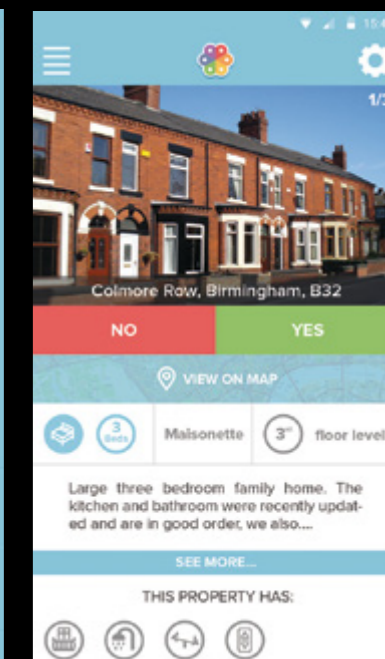 15:4
1/3
Colmore Row, Birmingham, B32
NO YES
VIEW ON MAP
3 Beds Maisonette 3rd floor level
Large three bedroom family home. The
kitchen and bathroom were recently updat-
ed and are in good order, we also....
SEE MORE...
THIS PROPERTY HAS: